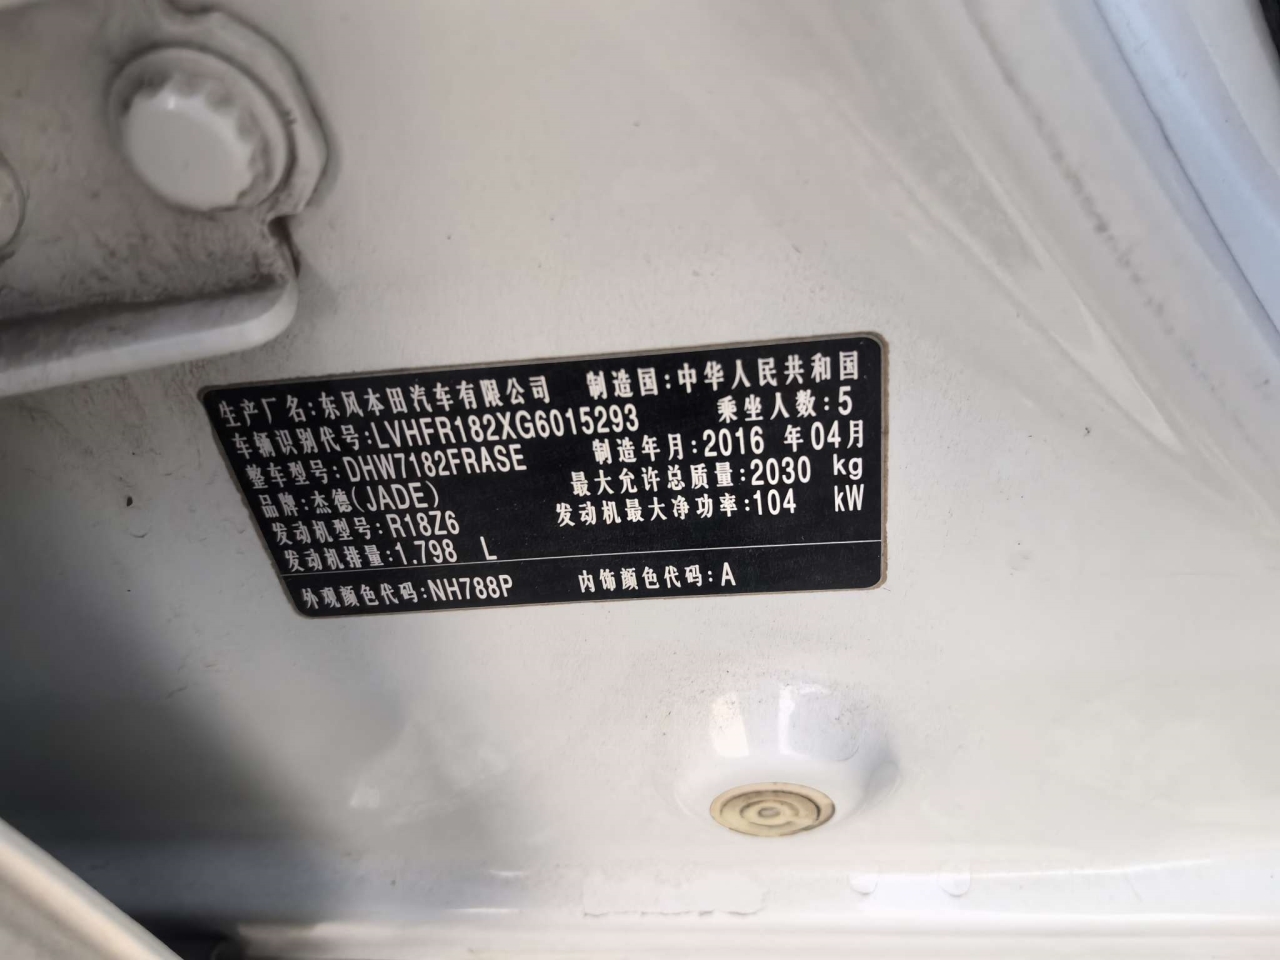 生产厂名:东风本田汽车有限公司 制造国:中华人民共和国
车辆识别代号:LVHFR182XG6015293 乘坐人数:5
整车型号:DHW7182FRASE 制造年月:2016 年04月
品牌:杰德(JADE) 最大允许总质量:2030 kg
发动机型号:R18Z6 发动机最大净功率:104 kW
发动机排量:1.798 L
外观颜色代码:NH788P 内饰颜色代码:A